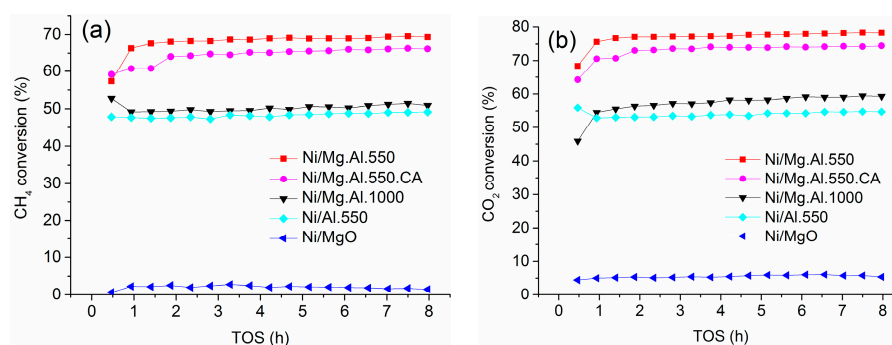 (a)
CH4 conversion (%)
70
60
50
40
30
20
10
0
Ni/Mg.Al.550
Ni/Mg.Al.550.CA
Ni/Mg.Al.1000
Ni/Al.550
Ni/MgO
0 1 2 3 4 5 6 7 8
TOS (h)
(b)
CO2 conversion (%)
80
70
60
50
40
30
20
10
0
Ni/Mg.Al.550
Ni/Mg.Al.550.CA
Ni/Mg.Al.1000
Ni/Al.550
Ni/MgO
0 1 2 3 4 5 6 7 8
TOS (h)